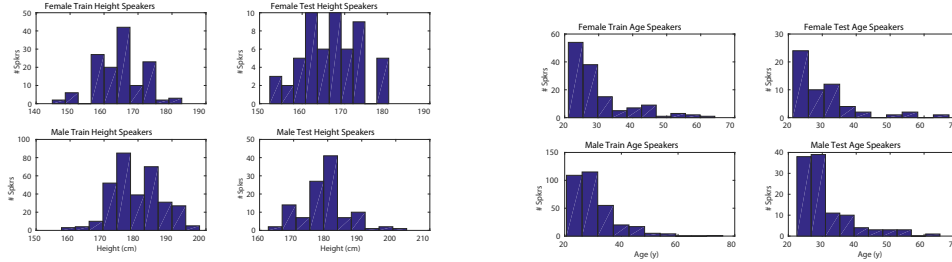 Female Train Height Speakers
# Spkrs
50
40
30
20
10
0
140 150 160 170 180 190
Female Test Height Speakers
# Spkrs
10
8
6
4
2
0
150 160 170 180 190
Male Train Height Speakers
# Spkrs
100
80
60
40
20
0
150 160 170 180 190 200
Height (cm)
Male Test Height Speakers
# Spkrs
50
40
30
20
10
0
160 170 180 190 200 210
Height (cm)
Female Train Age Speakers
# Spkrs
60
40
20
0
20 30 40 50 60 70
Female Test Age Speakers
# Spkrs
30
20
10
0
20 30 40 50 60
Male Train Age Speakers
# Spkrs
150
100
50
0
20 30 40 50 60 70 80
Age (y)
Male Test Age Speakers
# Spkrs
40
30
20
10
0
20 30 40 50 60
Age (y)